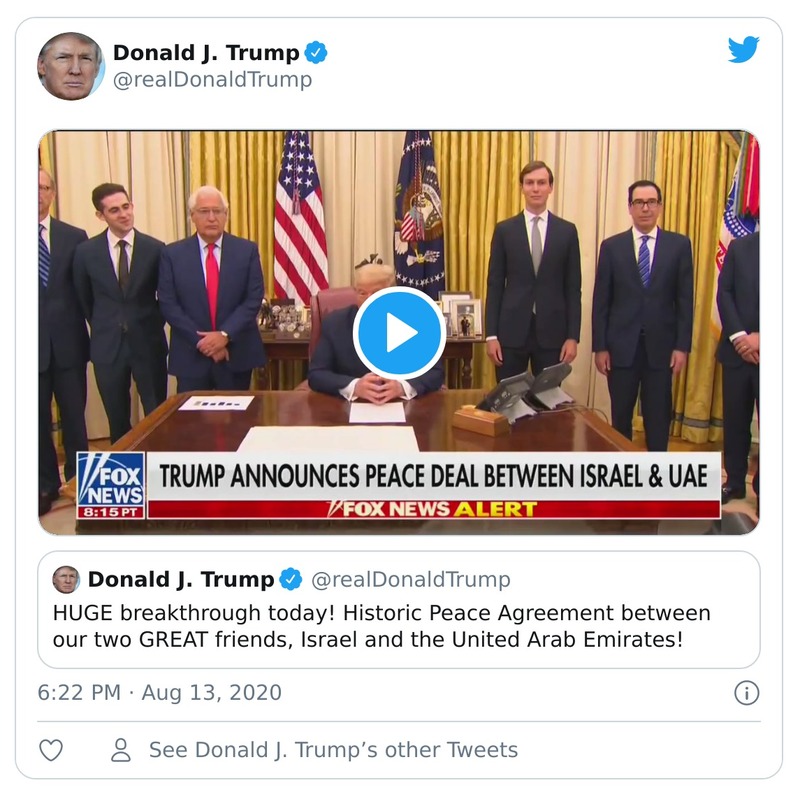 Donald J. Trump
@realDonaldTrump
TRUMP ANNOUNCES PEACE DEAL BETWEEN ISRAEL & UAE
FOX
NEWS
8:15 PT
FOX NEWS ALERT
Donald J. Trump @realDonaldTrump
HUGE breakthrough today! Historic Peace Agreement between
our two GREAT friends, Israel and the United Arab Emirates!
6:22 PM · Aug 13, 2020
See Donald J. Trump’s other Tweets